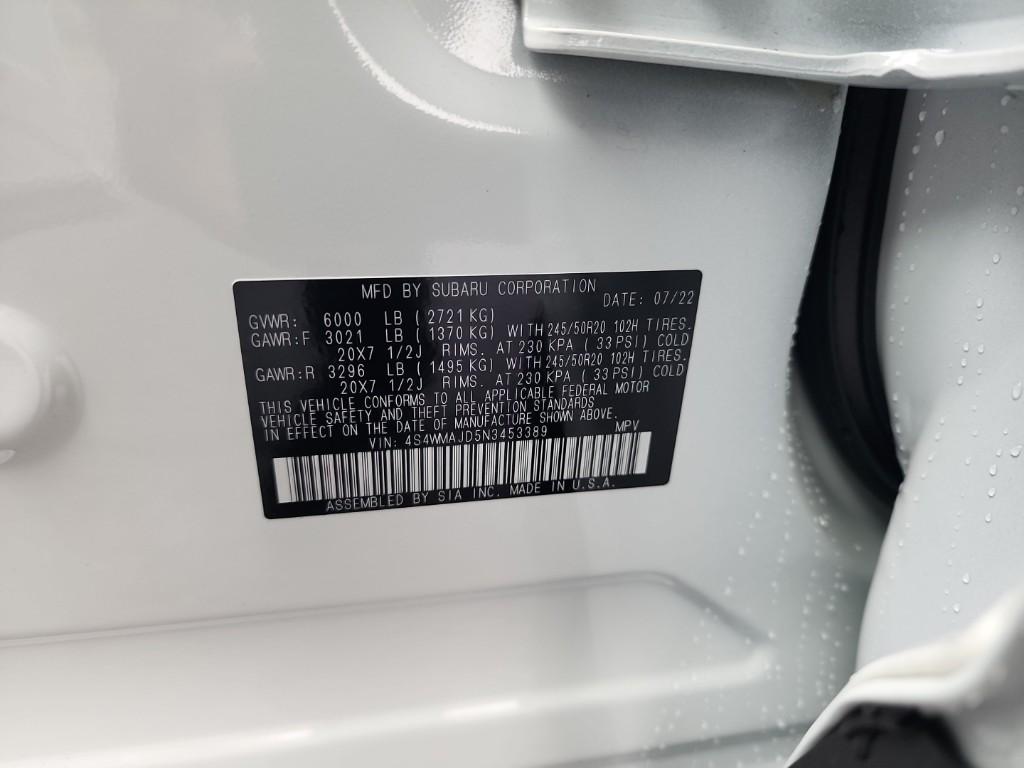 MFD BY SUBARU CORPORATION
DATE: 07/22
GVWR: 6000 LB ( 2721 KG)
GAWR:F 3021 LB ( 1370 KG) WITH 245/50R20 102H TIRES.
20X7 1/2J RIMS. AT 230 KPA ( 33 PSI) COLD
GAWR:R 3296 LB ( 1495 KG) WITH 245/50R20 102H TIRES.
20X7 1/2J RIMS. AT 230 KPA ( 33 PSI) COLD
THIS VEHICLE CONFORMS TO ALL APPLICABLE FEDERAL MOTOR
VEHICLE SAFETY AND THEFT PREVENTION STANDARDS
IN EFFECT ON THE DATE OF MANUFACTURE SHOWN ABOVE.
VIN: 4S4WMAJD5N3453389 MPV
ASSEMBLED BY SIA INC. MADE IN U.S.A.